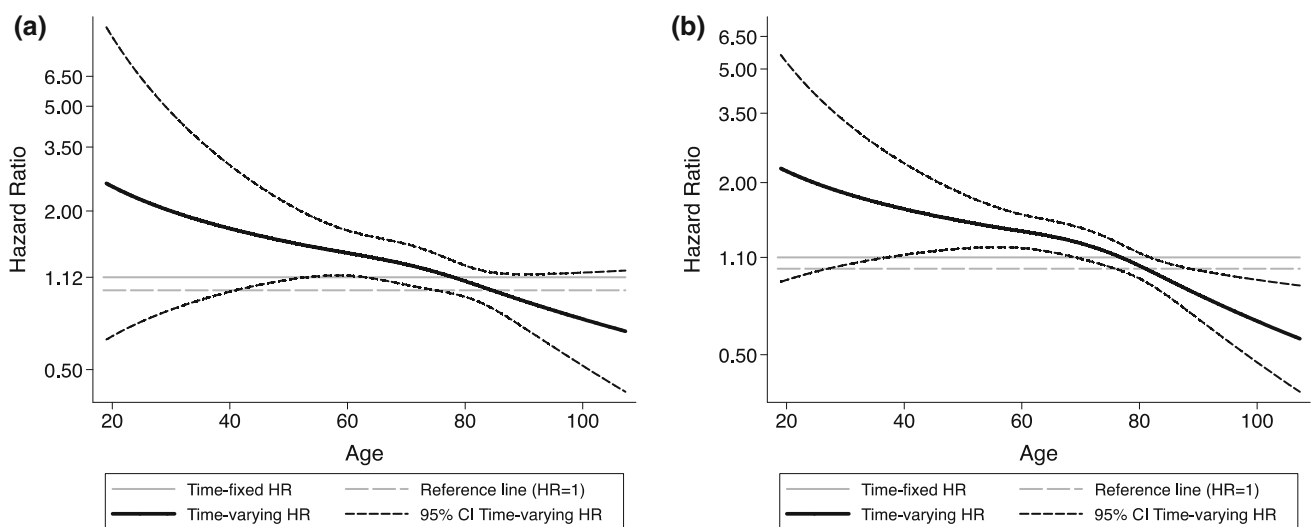 (a)
Hazard Ratio
6.50
5.00
3.50
2.00
1.12
0.50
20 40 60 80 100
Age
Time-fixed HR Reference line (HR=1)
Time-varying HR 95% CI Time-varying HR
(b)
Hazard Ratio
6.50
5.00
3.50
2.00
1.10
0.50
20 40 60 80 100
Age
Time-fixed HR Reference line (HR=1)
Time-varying HR 95% CI Time-varying HR